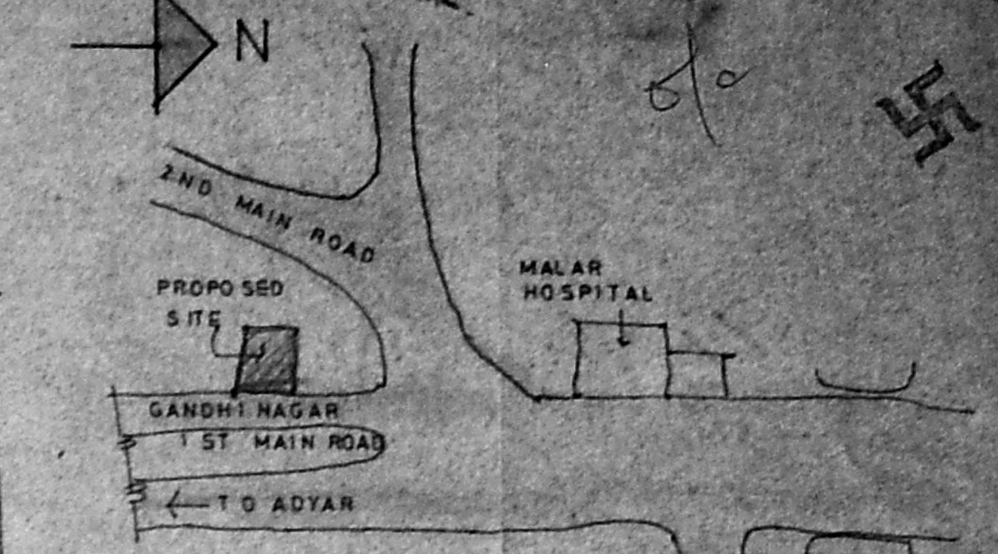 N
2ND MAIN ROAD
PROPOSED
SITE
MALAR
HOSPITAL
GANDHI NAGAR
1 ST MAIN ROAD
TO ADYAR